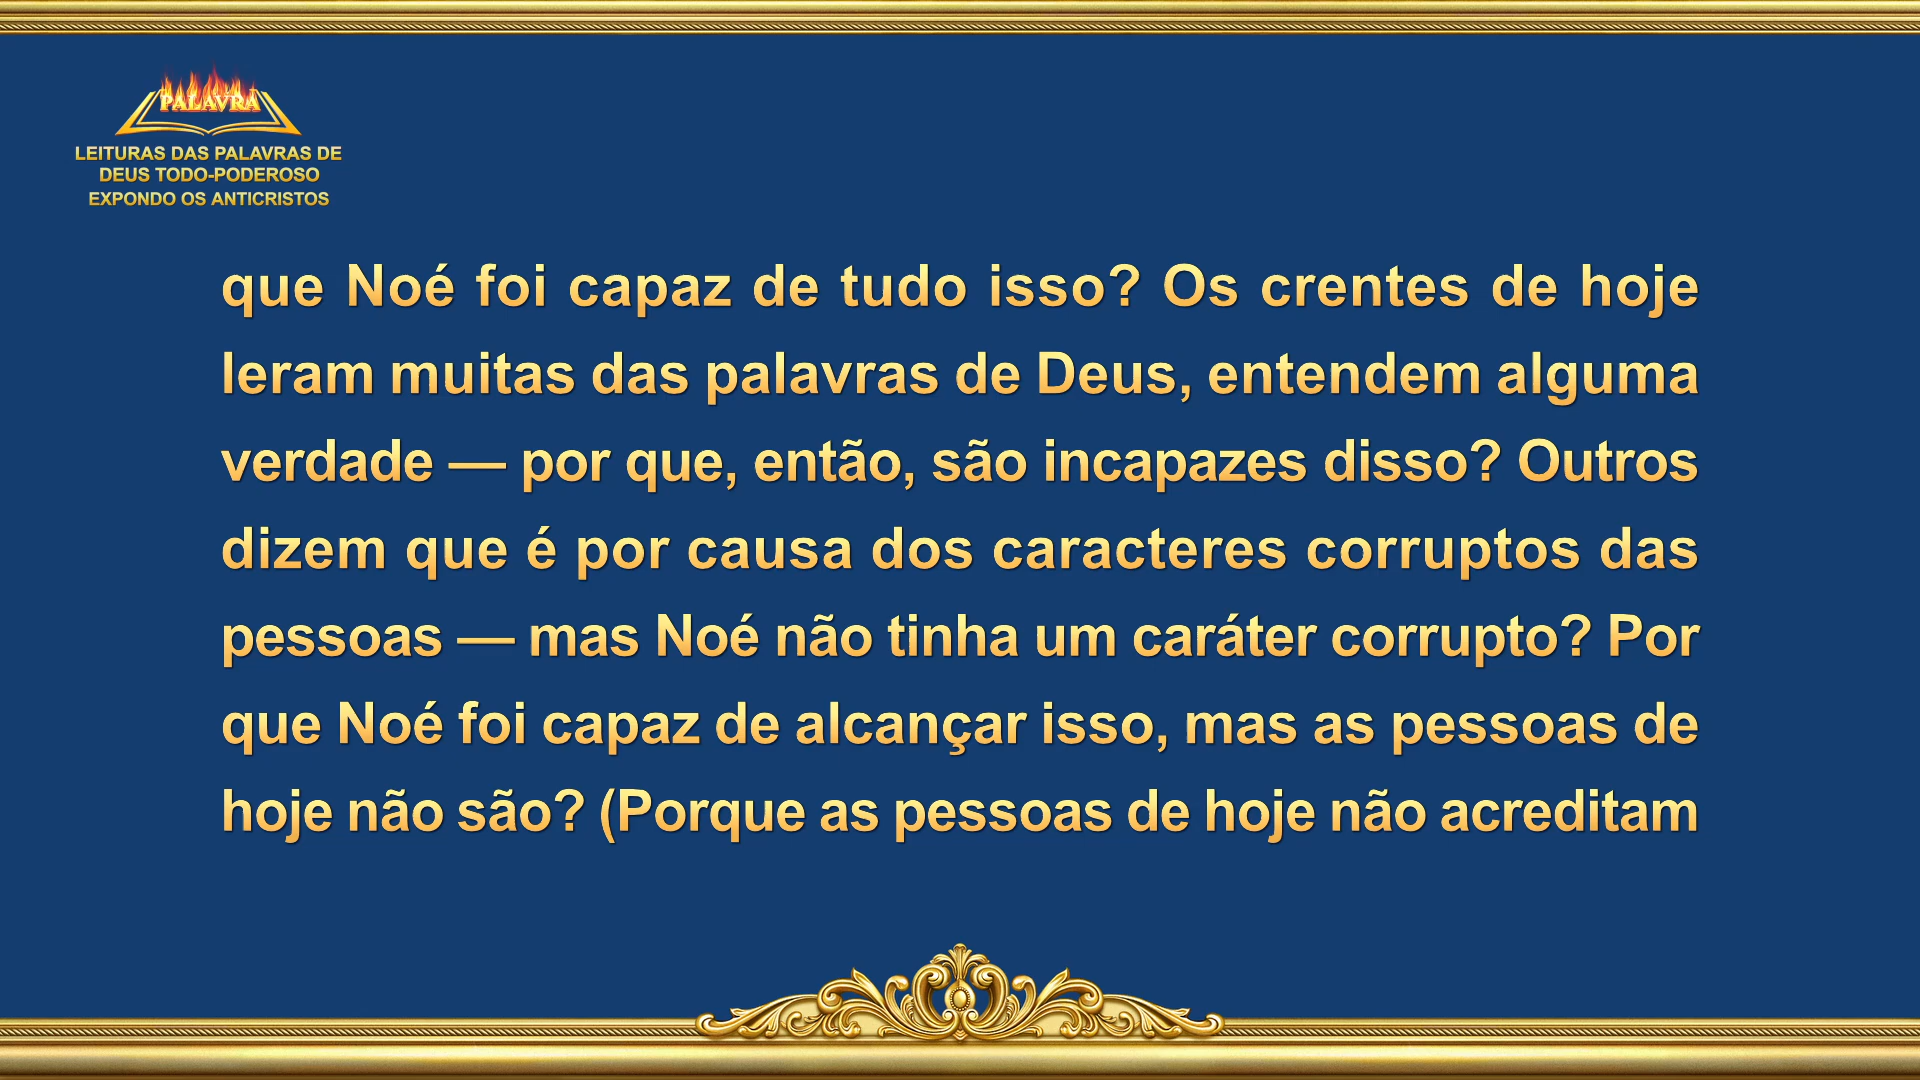 PALAVRA
LEITURAS DAS PALAVRAS DE
DEUS TODO-PODEROSO
EXPONDO OS ANTICRISTOS
que Noé foi capaz de tudo isso? Os crentes de hoje
leram muitas das palavras de Deus, entendem alguma
verdade — por que, então, são incapazes disso? Outros
dizem que é por causa dos caracteres corruptos das
pessoas — mas Noé não tinha um caráter corrupto? Por
que Noé foi capaz de alcançar isso, mas as pessoas de
hoje não são? (Porque as pessoas de hoje não acreditam